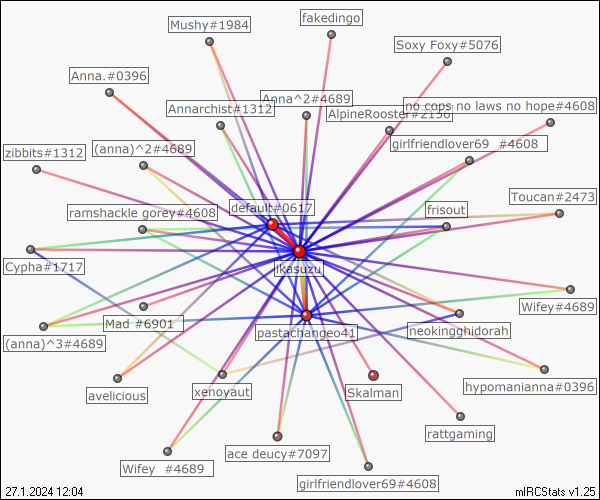 Mushy#1984
fakedingo
Soxy Foxy#5076
Anna.#0396
Anna^2#4689
Annarchist#1312
AlpineRooster#2156
no cops no laws no hope#4608
zibbits#1312
(anna)^2#4689
girlfriendlover69_#4608
Toucan#2473
ramshackle gorey#4608
default#0617
frisout
ikasuzu
Cypha#1717
Wifey#4689
Mad #6901
pastachangeo41
neokingghidorah
(anna)^3#4689
avelicious
xenoyaut
Skalman
hypomanianna#0396
rattgaming
ace deucy#7097
Wifey_#4689
girlfriendlover69#4608
27.1.2024 12:04
mIRCStats v1.25